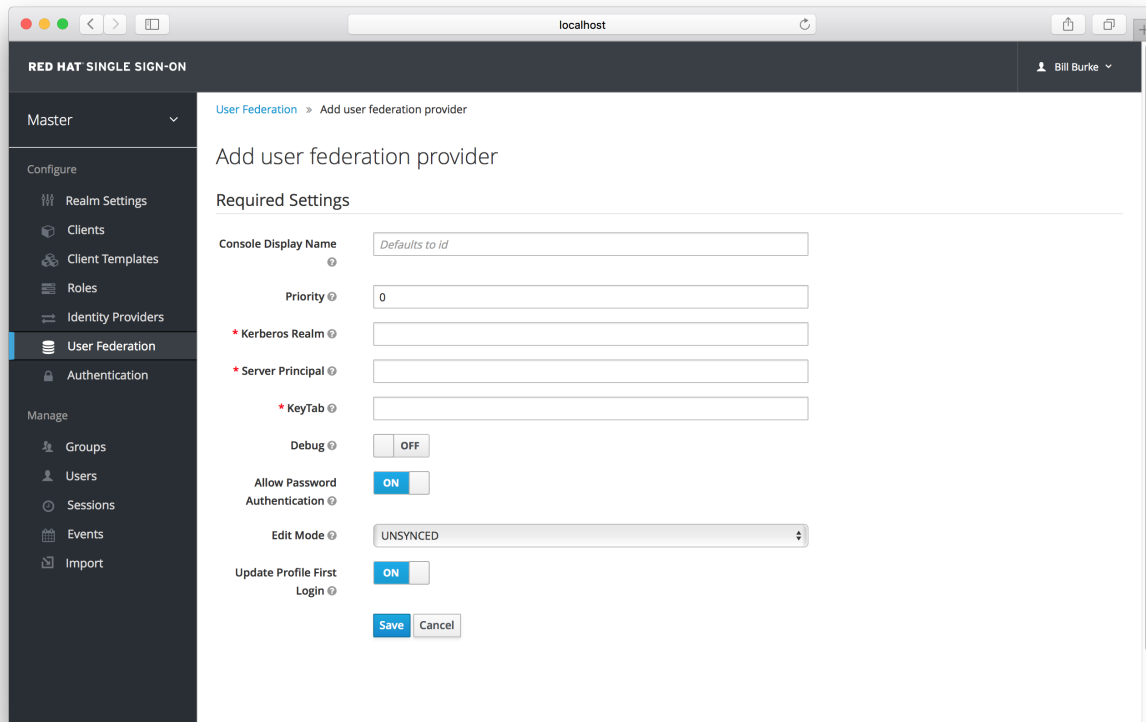 localhost
RED HAT SINGLE SIGN-ON
Bill Burke
Master
User Federation » Add user federation provider
Add user federation provider
Configure
Realm Settings
Clients
Client Templates
Roles
Identity Providers
User Federation
Authentication
Manage
Groups
Users
Sessions
Events
Import
Required Settings
Console Display Name
Defaults to id
Priority
0
* Kerberos Realm
* Server Principal
* KeyTab
Debug
OFF
Allow Password
Authentication
ON
Edit Mode
UNSYNCED
Update Profile First
Login
ON
Save
Cancel